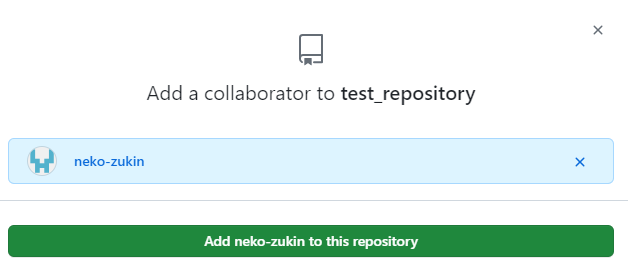 Add a collaborator to test_repository
neko-zukin
Add neko-zukin to this repository